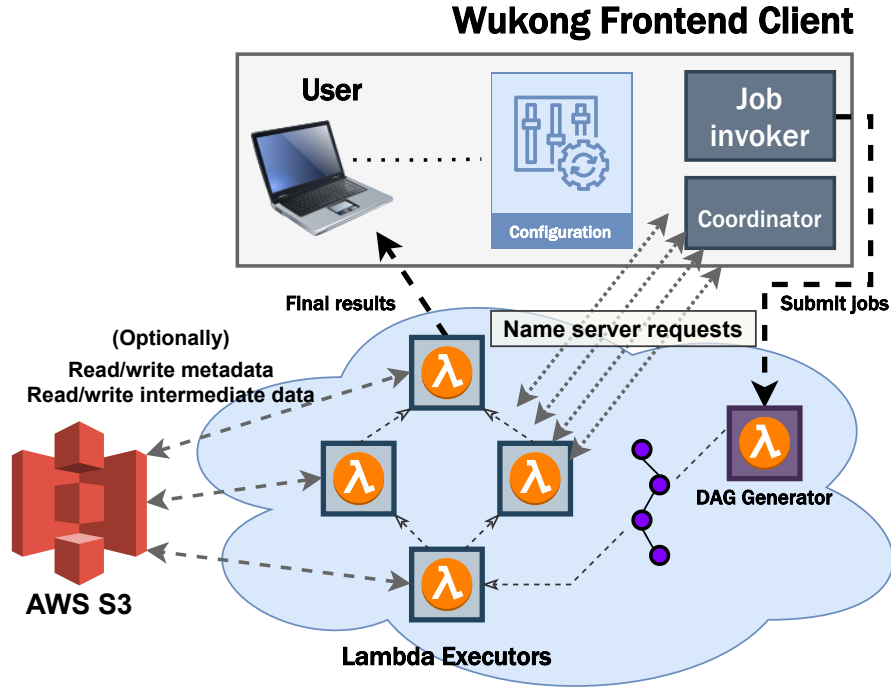 Wukong Frontend Client
User
Job
invoker
Coordinator
Configuration
Final results
Submit jobs
Name server requests
(Optionally)
Read/write metadata
Read/write intermediate data
λ
λ
λ
λ
λ
DAG Generator
AWS S3
Lambda Executors